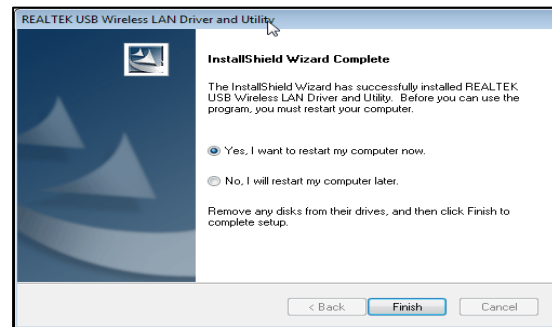 REALTEK USB Wireless LAN Driver and Utility
InstallShield Wizard Complete
The InstallShield Wizard has successfully installed REALTEK
USB Wireless LAN Driver and Utility. Before you can use the
program, you must restart your computer.
Yes, I want to restart my computer now.
No, I will restart my computer later.
Remove any disks from their drives, and then click Finish to
complete setup.
< Back Finish Cancel